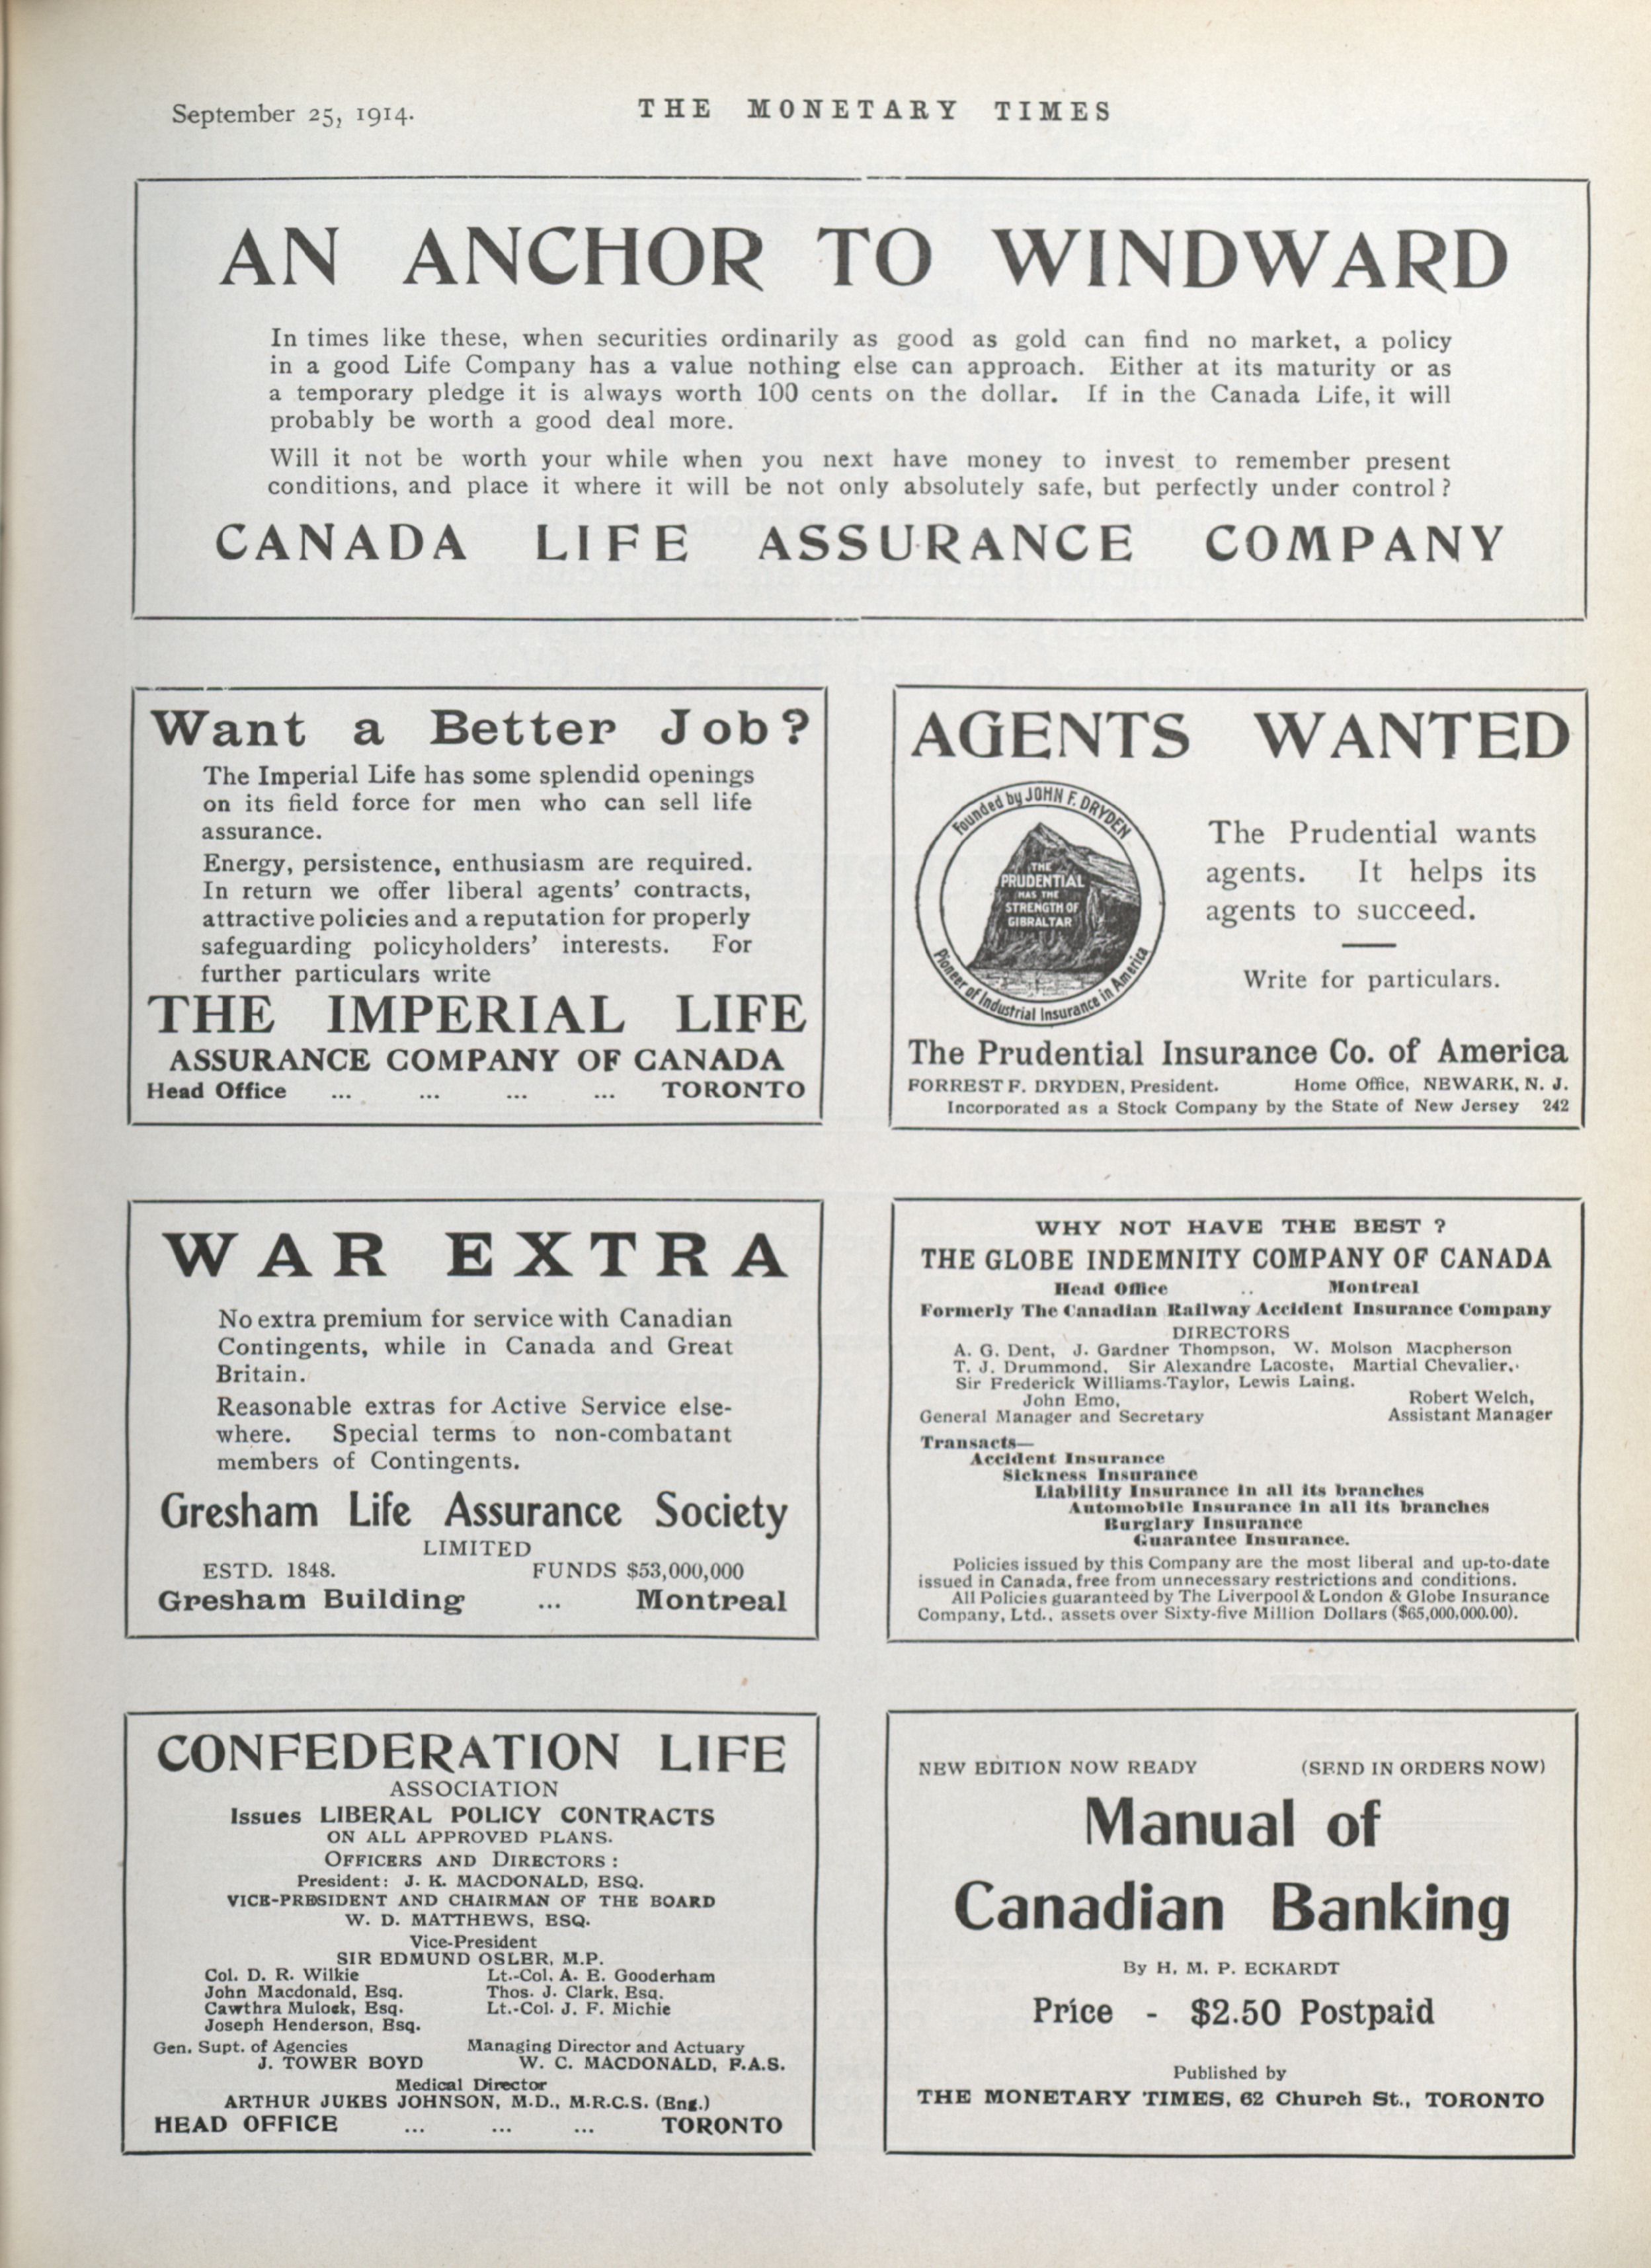 September 25, 1914.
THE MONETARY TIMES
AN ANCHOR TO WINDWARD
In times like these, when securities ordinarily as good as gold can find no market, a policy
in a good Life Company has a value nothing else can approach. Either at its maturity or as
a temporary pledge it is always worth 100 cents on the dollar. If in the Canada Life, it will
probably be worth a good deal more.
Will it not be worth your while when you next have money to invest to remember present
conditions, and place it where it will be not only absolutely safe, but perfectly under control?
CANADA LIFE ASSURANCE COMPANY
Want a Better Job?
The Imperial Life has some splendid openings
on its field force for men who can sell life
assurance.
Energy, persistence, enthusiasm are required.
In return we offer liberal agents' contracts,
attractive policies and a reputation for properly
safeguarding policyholders' interests. For
further particulars write
THE IMPERIAL LIFE
ASSURANCE COMPANY OF CANADA
Head Office ... ... ... ... TORONTO
AGENTS WANTED
Founded by JOHN F. DRYDEN
THE
PRUDENTIAL
HAS THE
STRENGTH OF
GIBRALTAR
Pioneer of Industrial Insurance in America
The Prudential wants
agents. It helps its
agents to succeed.
Write for particulars.
The Prudential Insurance Co. of America
FORREST F. DRYDEN, President. Home Office, NEWARK, N. J.
Incorporated as a Stock Company by the State of New Jersey 242
WAR EXTRA
No extra premium for service with Canadian
Contingents, while in Canada and Great
Britain.
Reasonable extras for Active Service else-
where. Special terms to non-combatant
members of Contingents.
Gresham Life Assurance Society
LIMITED
ESTD. 1848. FUNDS $53,000,000
Gresham Building ... Montreal
WHY NOT HAVE THE BEST ?
THE GLOBE INDEMNITY COMPANY OF CANADA
Head Office .. Montreal
Formerly The Canadian Railway Accident Insurance Company
DIRECTORS
A. G. Dent, J. Gardner Thompson, W. Molson Macpherson
T. J. Drummond, Sir Alexandre Lacoste, Martial Chevalier,
Sir Frederick Williams-Taylor, Lewis Laing.
John Emo, Robert Welch,
General Manager and Secretary Assistant Manager
Transacts—
Accident Insurance
Sickness Insurance
Liability Insurance in all its branches
Automobile Insurance in all its branches
Burglary Insurance
Guarantee Insurance.
Policies issued by this Company are the most liberal and up-to-date
issued in Canada, free from unnecessary restrictions and conditions.
All Policies guaranteed by The Liverpool & London & Globe Insurance
Company, Ltd., assets over Sixty-five Million Dollars ($65,000,000.00).
CONFEDERATION LIFE
ASSOCIATION
Issues LIBERAL POLICY CONTRACTS
ON ALL APPROVED PLANS.
OFFICERS AND DIRECTORS :
President: J. K. MACDONALD, ESQ.
VICE-PRESIDENT AND CHAIRMAN OF THE BOARD
W. D. MATTHEWS, ESQ.
Vice-President
SIR EDMUND OSLER, M.P.
Col. D. R. Wilkie Lt.-Col. A. E. Gooderham
John Macdonald, Esq. Thos. J. Clark, Esq.
Cawthra Mulock, Esq. Lt.-Col. J. F. Michie
Joseph Henderson, Esq.
Gen. Supt. of Agencies Managing Director and Actuary
J. TOWER BOYD W. C. MACDONALD, F.A.S.
Medical Director
ARTHUR JUKES JOHNSON, M.D., M.R.C.S. (Eng.)
HEAD OFFICE ... ... ... TORONTO
NEW EDITION NOW READY (SEND IN ORDERS NOW)
Manual of
Canadian Banking
By H. M. P. ECKARDT
Price - $2.50 Postpaid
Published by
THE MONETARY TIMES, 62 Church St., TORONTO